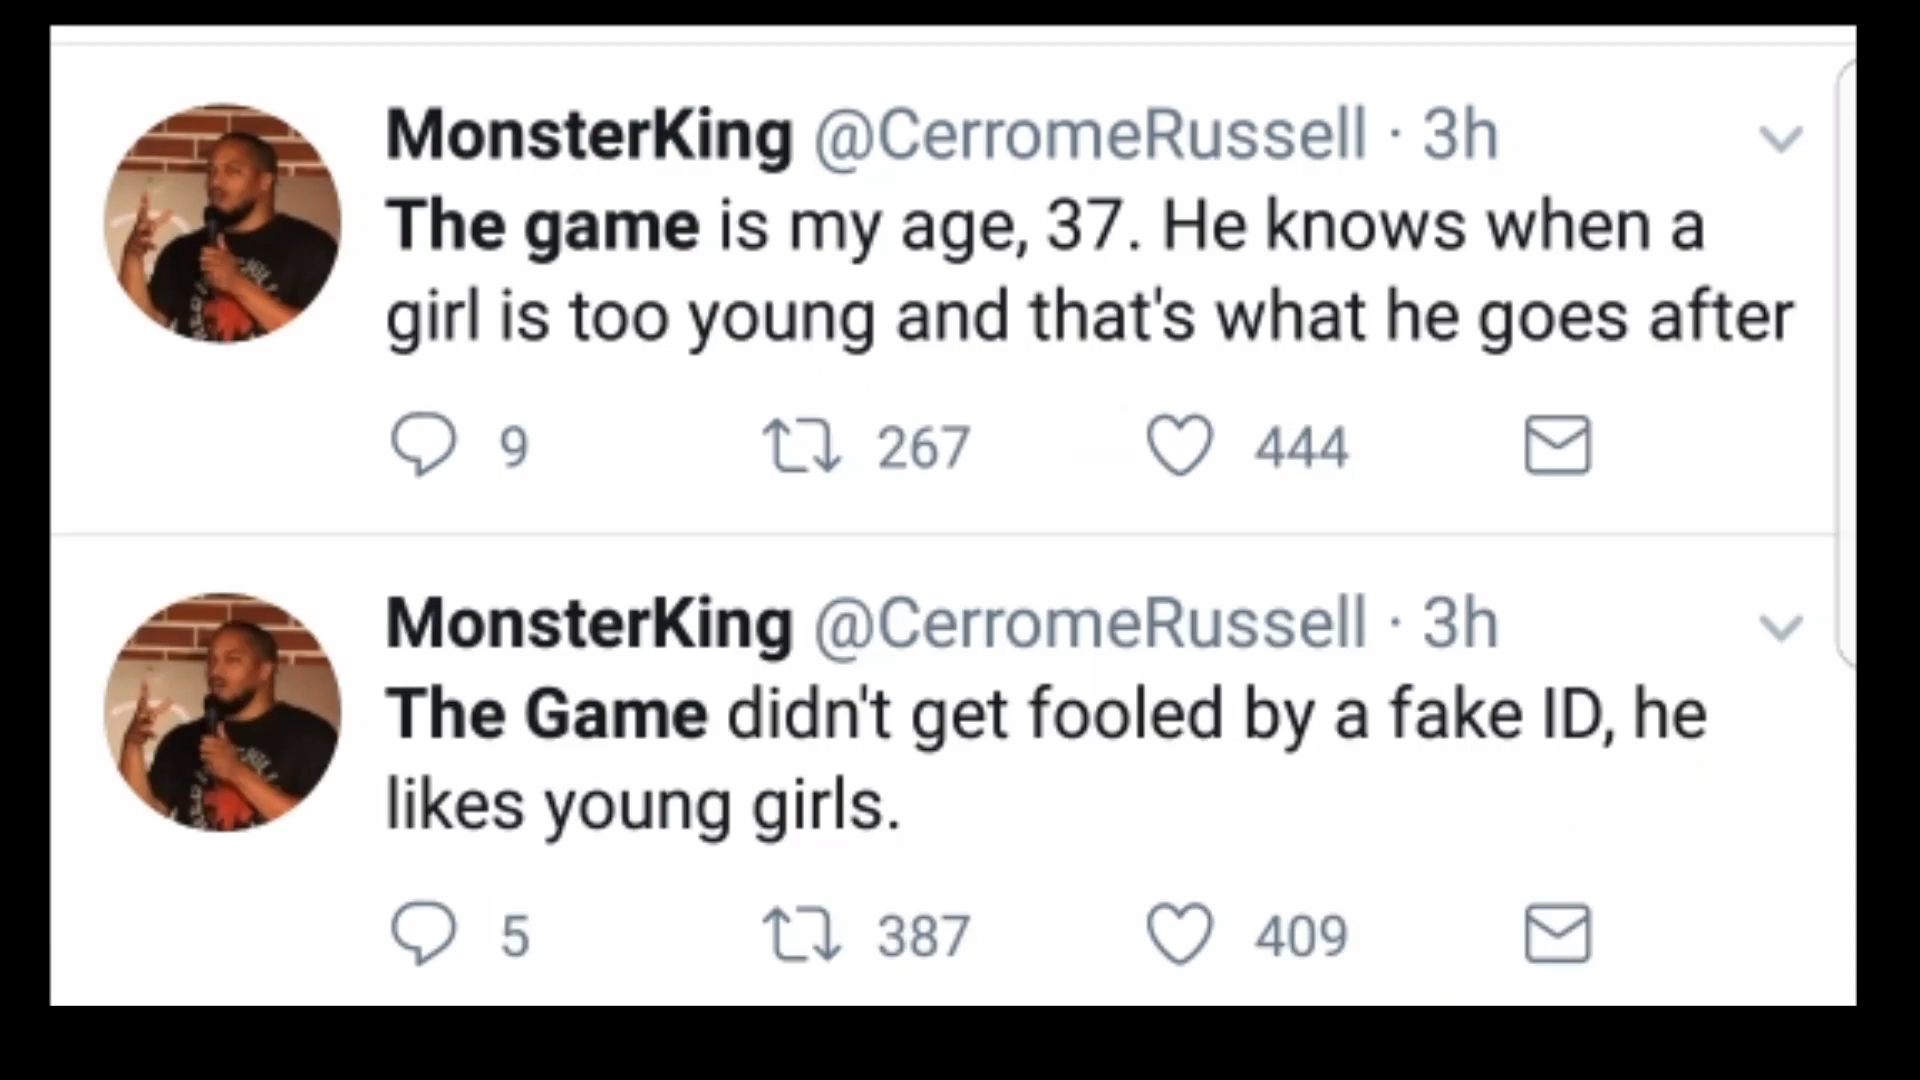 MonsterKing @CerromeRussell · 3h
The game is my age, 37. He knows when a
girl is too young and that's what he goes after
9 267 444
MonsterKing @CerromeRussell · 3h
The Game didn't get fooled by a fake ID, he
likes young girls.
5 387 409